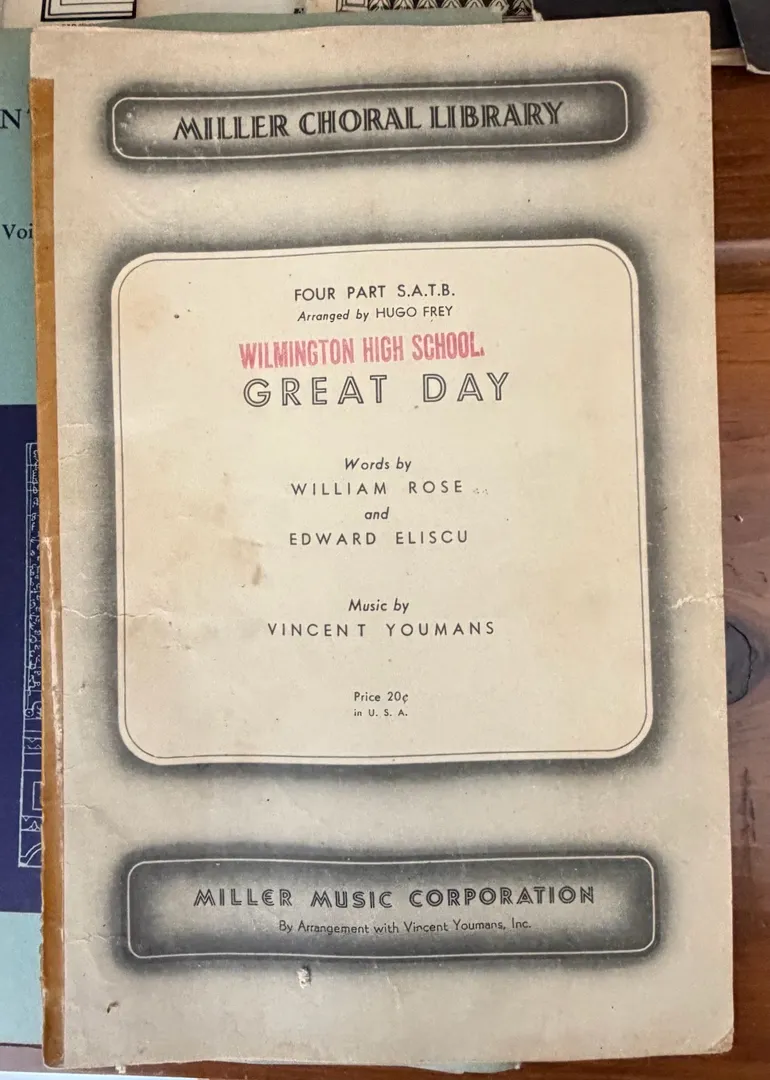 MILLER CHORAL LIBRARY
FOUR PART S.A.T.B.
Arranged by HUGO FREY
WILMINGTON HIGH SCHOOL.
GREAT DAY
Words by
WILLIAM ROSE
and
EDWARD ELISCU
Music by
VINCENT YOUMANS
Price 20¢
in U. S. A.
MILLER MUSIC CORPORATION
By Arrangement with Vincent Youmans, Inc.
N
Voi